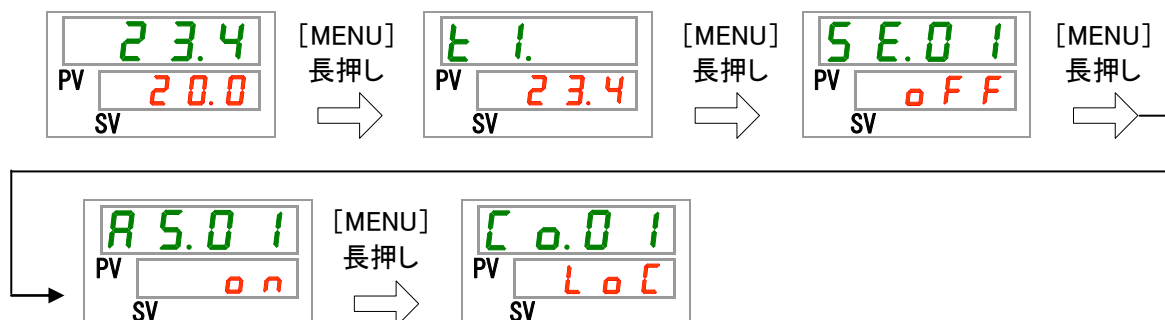 23.4
PV
20.0
SV
[MENU]
長押し
t1.
PV
23.4
SV
[MENU]
長押し
SE.01
PV
oFF
SV
[MENU]
長押し
AS.01
PV
on
SV
[MENU]
長押し
Co.01
PV
LoC
SV